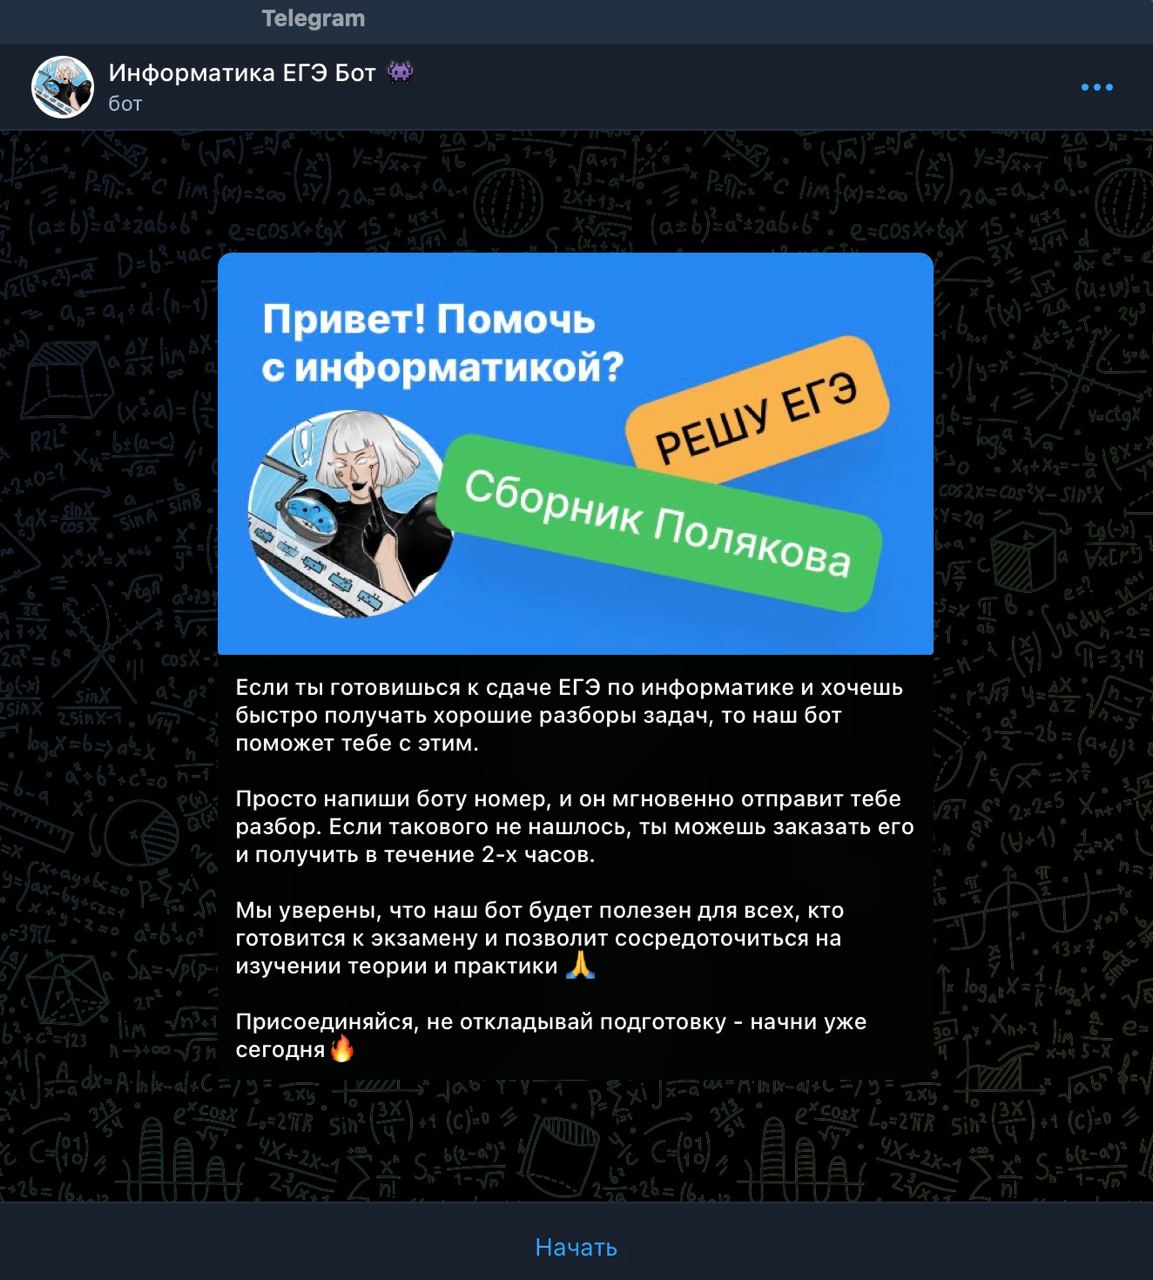 Telegram
Информатика ЕГЭ Бот 👾
бот
Привет! Помочь
с информатикой?
РЕШУ ЕГЭ
Сборник Полякова
Если ты готовишься к сдаче ЕГЭ по информатике и хочешь
быстро получать хорошие разборы задач, то наш бот
поможет тебе с этим.
Просто напиши боту номер, и он мгновенно отправит тебе
разбор. Если такового не нашлось, ты можешь заказать его
и получить в течение 2-х часов.
Мы уверены, что наш бот будет полезен для всех, кто
готовится к экзамену и позволит сосредоточиться на
изучении теории и практики 🙏
Присоединяйся, не откладывай подготовку - начни уже
сегодня🔥
Начать